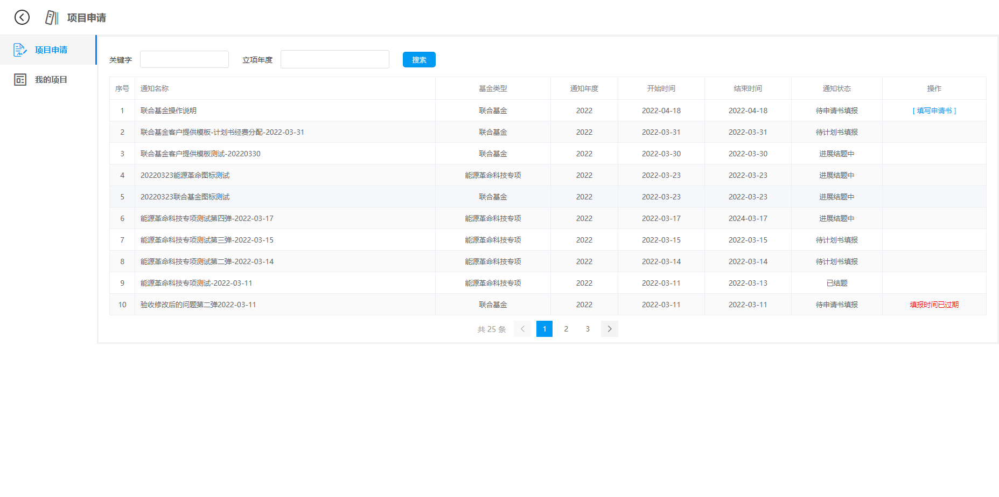 项目申请
项目申请
我的项目
关键字 立项年度 搜索
序号 通知名称 基金类型 通知年度 开始时间 结束时间 通知状态 操作
1 联合基金操作说明 联合基金 2022 2022-04-18 2022-04-18 待申请书填报 [ 填写申请书 ]
2 联合基金客户提供模板-计划书经费分配-2022-03-31 联合基金 2022 2022-03-31 2022-03-31 待计划书填报
3 联合基金客户提供模板测试-20220330 联合基金 2022 2022-03-30 2022-03-30 进展结题中
4 20220323能源革命图标测试 能源革命科技专项 2022 2022-03-23 2022-03-23 进展结题中
5 20220323联合基金图标测试 联合基金 2022 2022-03-23 2022-03-23 进展结题中
6 能源革命科技专项测试第四弹-2022-03-17 能源革命科技专项 2022 2022-03-17 2024-03-17 进展结题中
7 能源革命科技专项测试第三弹-2022-03-15 能源革命科技专项 2022 2022-03-15 2022-03-15 待计划书填报
8 能源革命科技专项测试第二弹-2022-03-14 能源革命科技专项 2022 2022-03-14 2022-03-14 待计划书填报
9 能源革命科技专项测试-2022-03-11 能源革命科技专项 2022 2022-03-11 2022-03-13 已结题
10 验收修改后的问题第二弹2022-03-11 联合基金 2022 2022-03-11 2022-03-11 待申请书填报 填报时间已过期
共 25 条 1 2 3